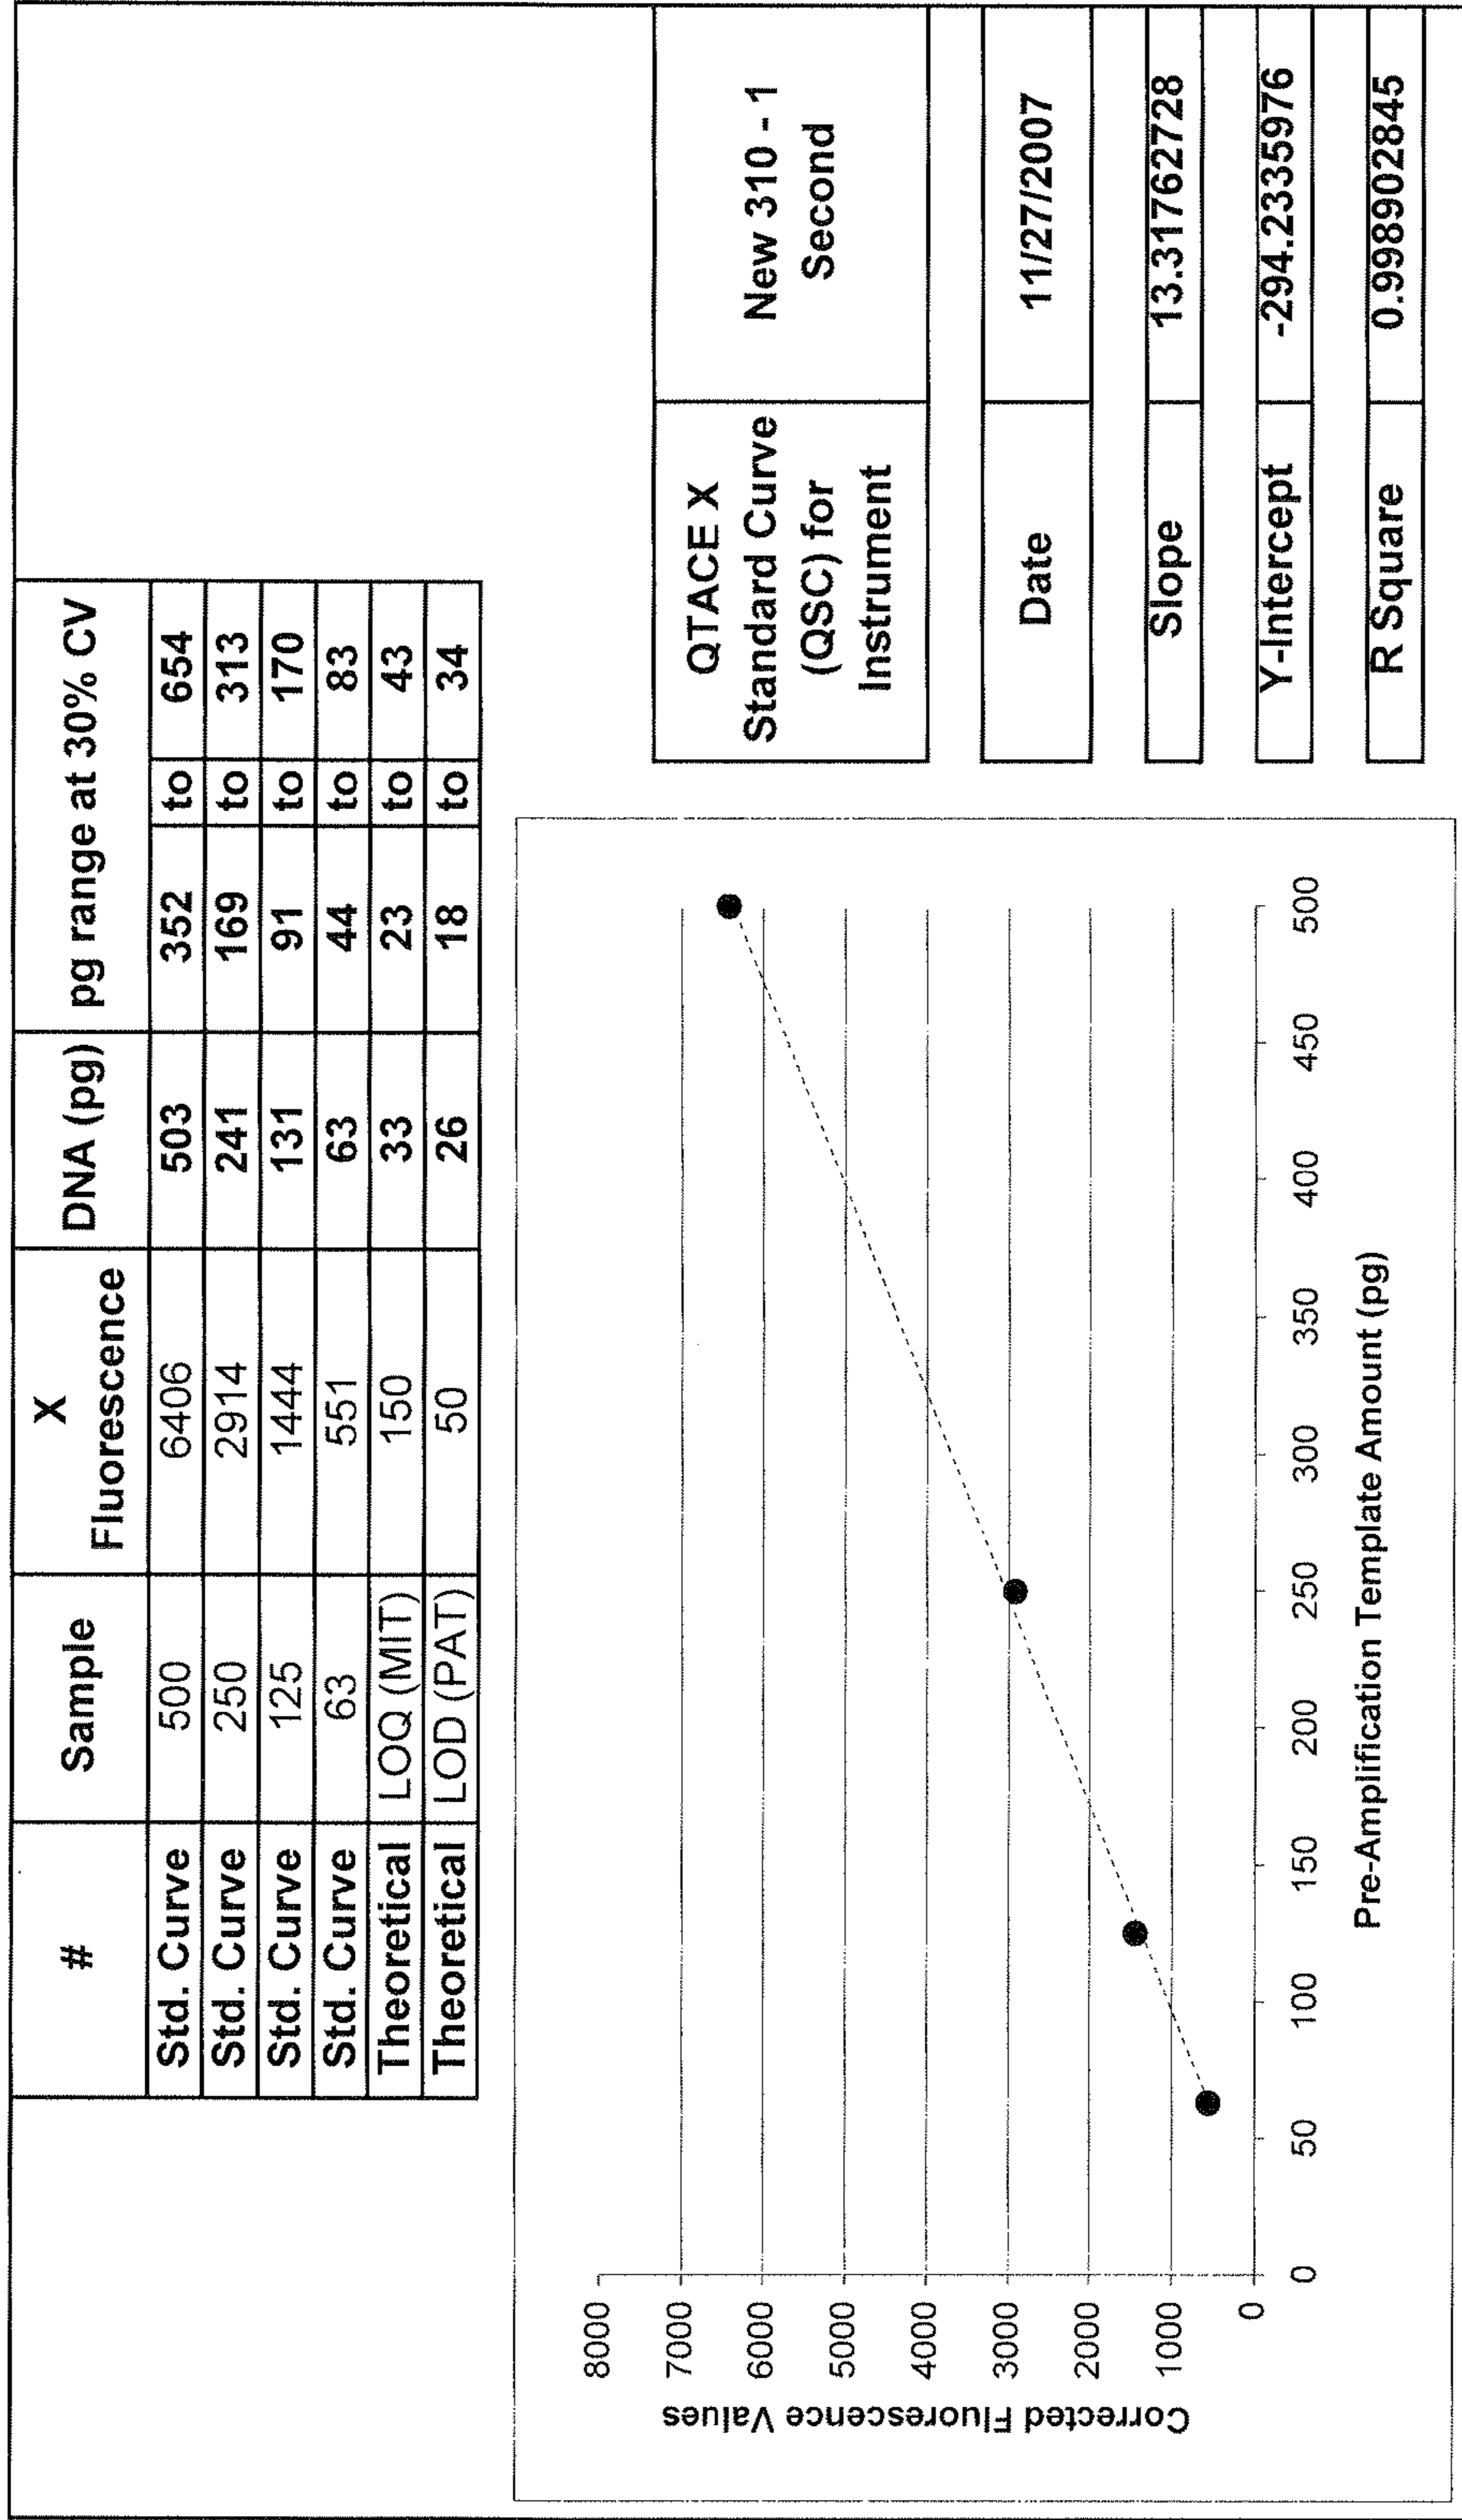 # Sample X Fluorescence DNA (pg) pg range at 30% CV
Std. Curve 500 6406 503 352 to 654
Std. Curve 250 2914 241 169 to 313
Std. Curve 125 1444 131 91 to 170
Std. Curve 63 551 63 44 to 83
Theoretical LOQ (MIT) 150 33 23 to 43
Theoretical LOD (PAT) 50 26 18 to 34
Corrected Fluorescence Values
8000
7000
6000
5000
4000
3000
2000
1000
0
0 50 100 150 200 250 300 350 400 450 500
Pre-Amplification Template Amount (pg)
QTACE X
Standard Curve
(QSC) for
Instrument
New 310 - 1
Second
Date 11/27/2007
Slope 13.31762728
Y-Intercept -294.2335976
R Square 0.998902845